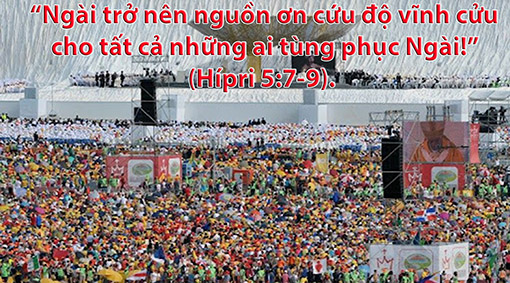 “Ngài trở nên nguồn ơn cứu độ vĩnh cửu
cho tất cả những ai tùng phục Ngài!”
(Hípri 5:7-9).